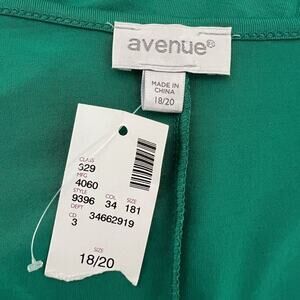 avenue®
MADE IN
CHINA
18/20
CLASS
329
MFG
4060
STYLE COL SIZE
9396 34 181
DEPT
CD 34662919
3
SIZE
18/20